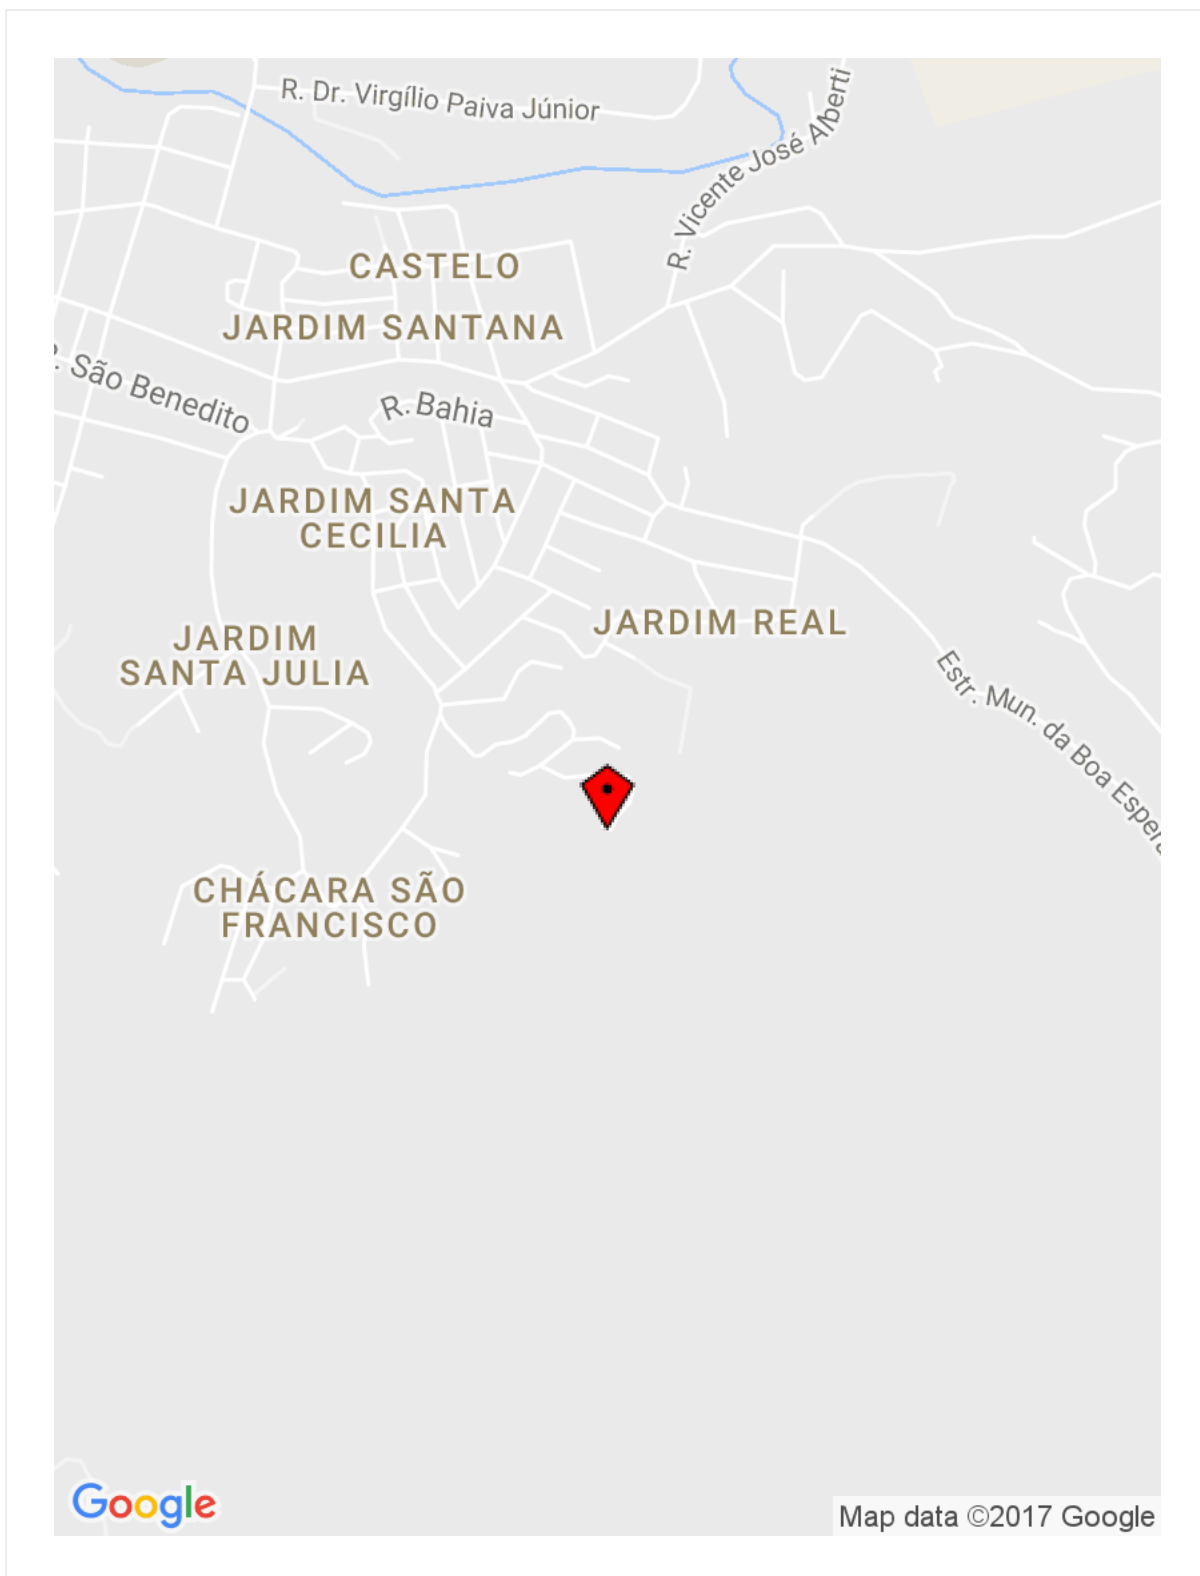 R. Dr. Virgílio Paiva Júnior
R. Vicente José Alberti
CASTELO
JARDIM SANTANA
R. São Benedito
R. Bahia
JARDIM SANTA
CECILIA
JARDIM REAL
JARDIM
SANTA JULIA
Estr. Mun. da Boa Esper
CHÁCARA SÃO
FRANCISCO
Google
Map data ©2017 Google